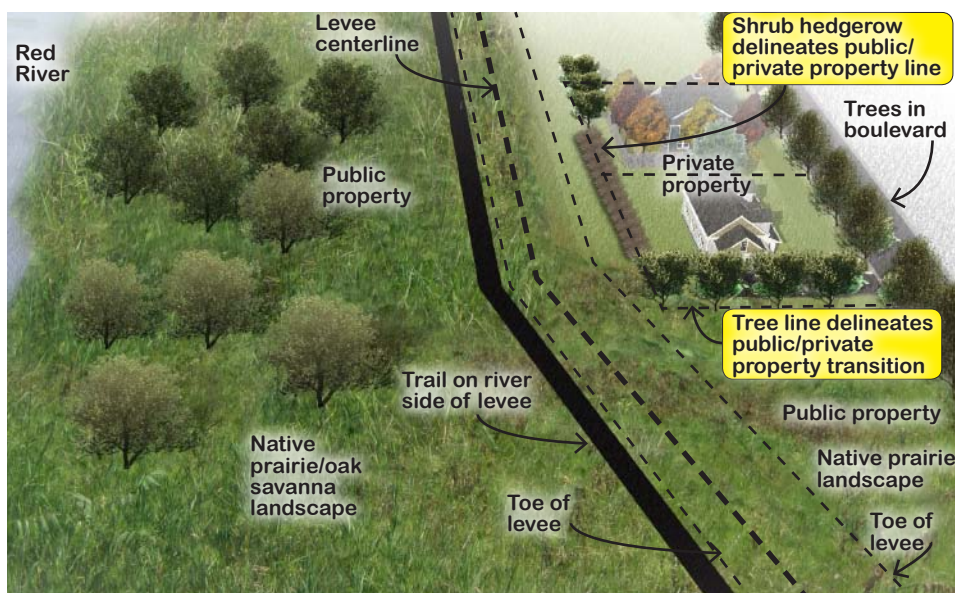 Red
River
Levee
centerline
Shrub hedgerow
delineates public/
private property line
Trees in
boulevard
Public
property
Private
property
Tree line delineates
public/private
property transition
Trail on river
side of levee
Public property
Native
prairie/oak
savanna
landscape
Native prairie
landscape
Toe of
levee
Toe of
levee